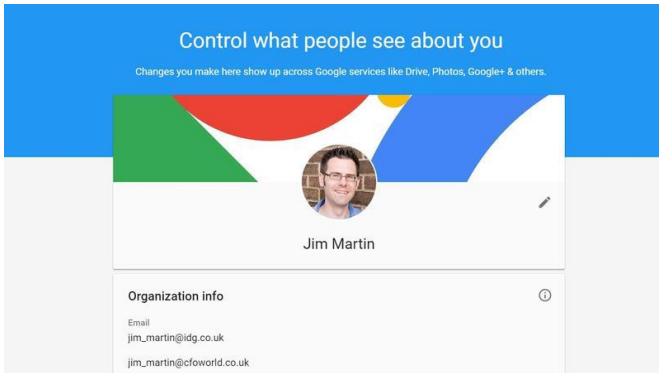 Control what people see about you
Changes you make here show up across Google services like Drive, Photos, Google+ & others.
Jim Martin
Organization info
Email
jim_martin@idg.co.uk
jim_martin@cfoworld.co.uk